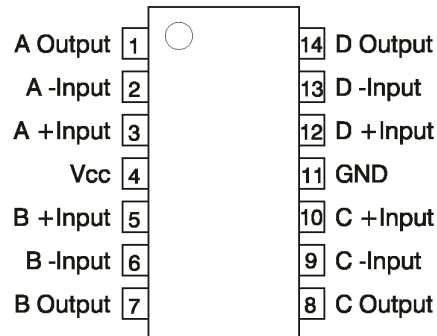 A Output 1 14 D Output
A -Input 2 13 D -Input
A +Input 3 12 D +Input
Vcc 4 11 GND
B +Input 5 10 C +Input
B -Input 6 9 C -Input
B Output 7 8 C Output